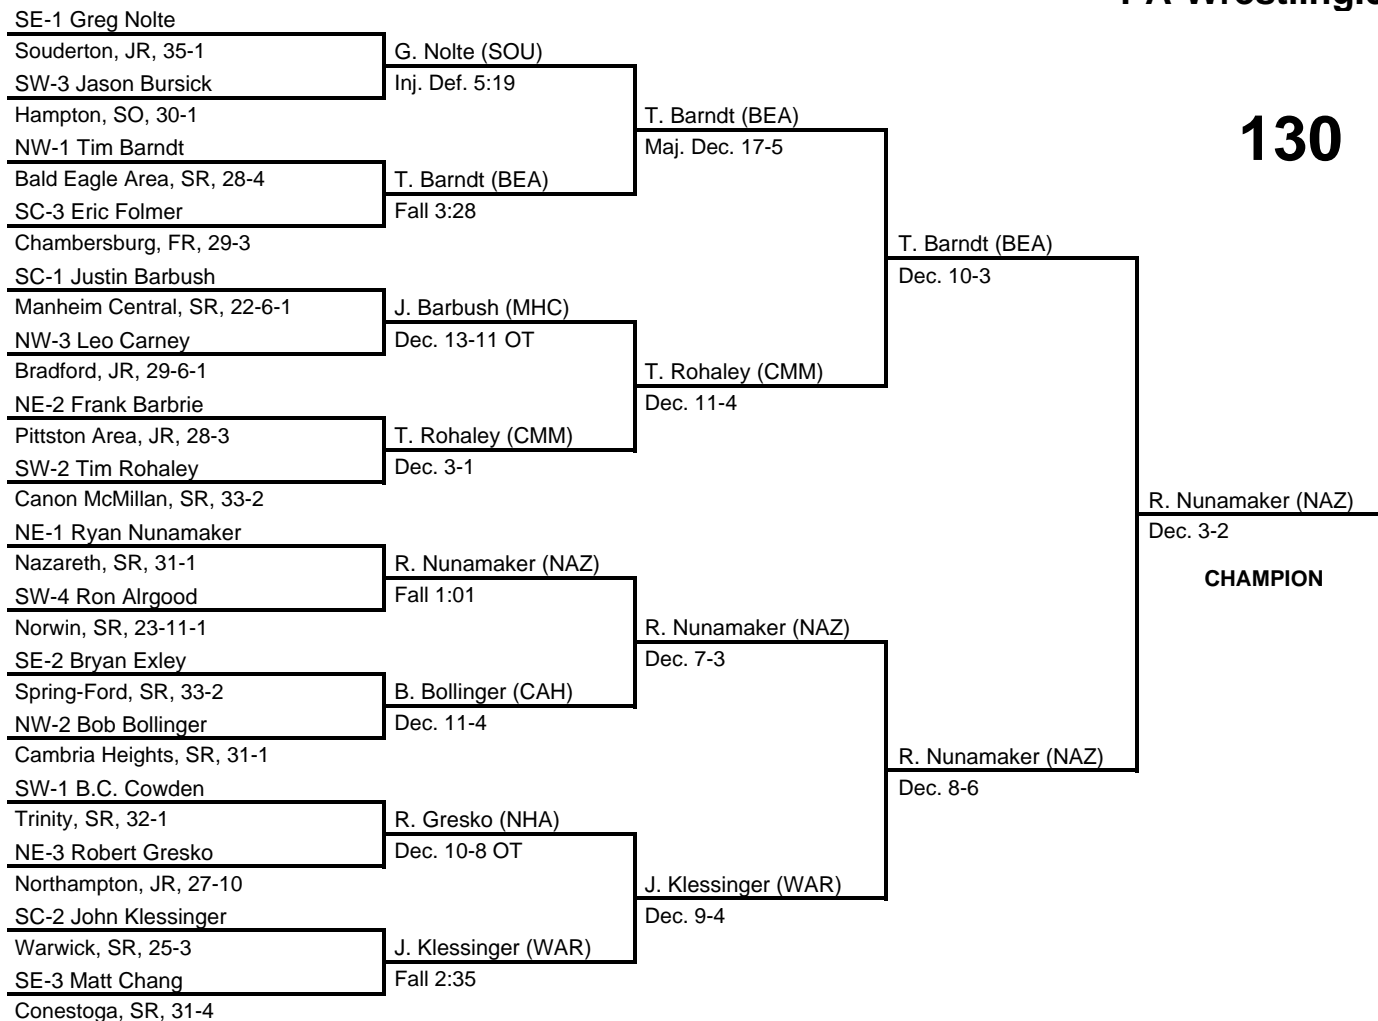 SE-1 Greg Nolte
Souderton, JR, 35-1
SW-3 Jason Bursick
Hampton, SO, 30-1
NW-1 Tim Barndt
Bald Eagle Area, SR, 28-4
SC-3 Eric Folmer
Chambersburg, FR, 29-3
SC-1 Justin Barbush
Manheim Central, SR, 22-6-1
NW-3 Leo Carney
Bradford, JR, 29-6-1
NE-2 Frank Barbrie
Pittston Area, JR, 28-3
SW-2 Tim Rohaley
Canon McMillan, SR, 33-2
NE-1 Ryan Nunamaker
Nazareth, SR, 31-1
SW-4 Ron Alrgood
Norwin, SR, 23-11-1
SE-2 Bryan Exley
Spring-Ford, SR, 33-2
NW-2 Bob Bollinger
Cambria Heights, SR, 31-1
SW-1 B.C. Cowden
Trinity, SR, 32-1
NE-3 Robert Gresko
Northampton, JR, 27-10
SC-2 John Klessinger
Warwick, SR, 25-3
SE-3 Matt Chang
Conestoga, SR, 31-4
G. Nolte (SOU)
Inj. Def. 5:19
T. Barndt (BEA)
Fall 3:28
J. Barbush (MHC)
Dec. 13-11 OT
T. Rohaley (CMM)
Dec. 3-1
R. Nunamaker (NAZ)
Fall 1:01
B. Bollinger (CAH)
Dec. 11-4
R. Gresko (NHA)
Dec. 10-8 OT
J. Klessinger (WAR)
Fall 2:35
T. Barndt (BEA)
Maj. Dec. 17-5
T. Rohaley (CMM)
Dec. 11-4
R. Nunamaker (NAZ)
Dec. 7-3
J. Klessinger (WAR)
Dec. 9-4
T. Barndt (BEA)
Dec. 10-3
R. Nunamaker (NAZ)
Dec. 8-6
130
R. Nunamaker (NAZ)
Dec. 3-2
CHAMPION